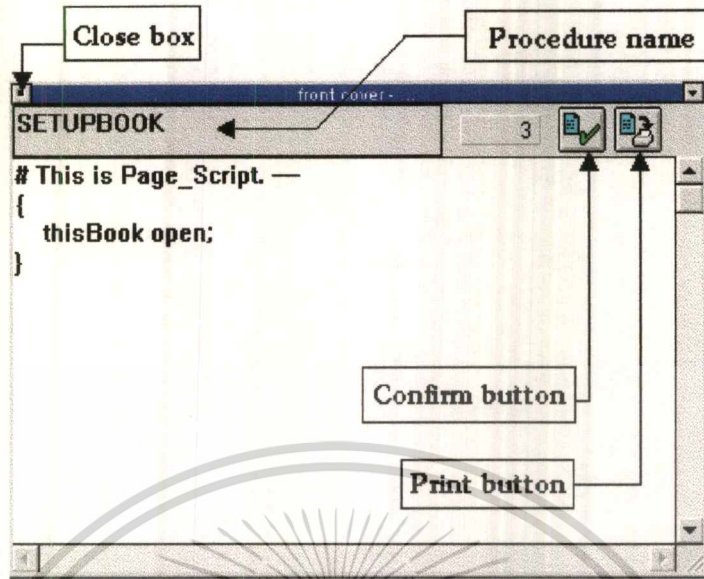 Close box
Procedure name
front cover - ...
SETUPBOOK
3
# This is Page_Script. —
{
thisBook open;
}
Confirm button
Print button